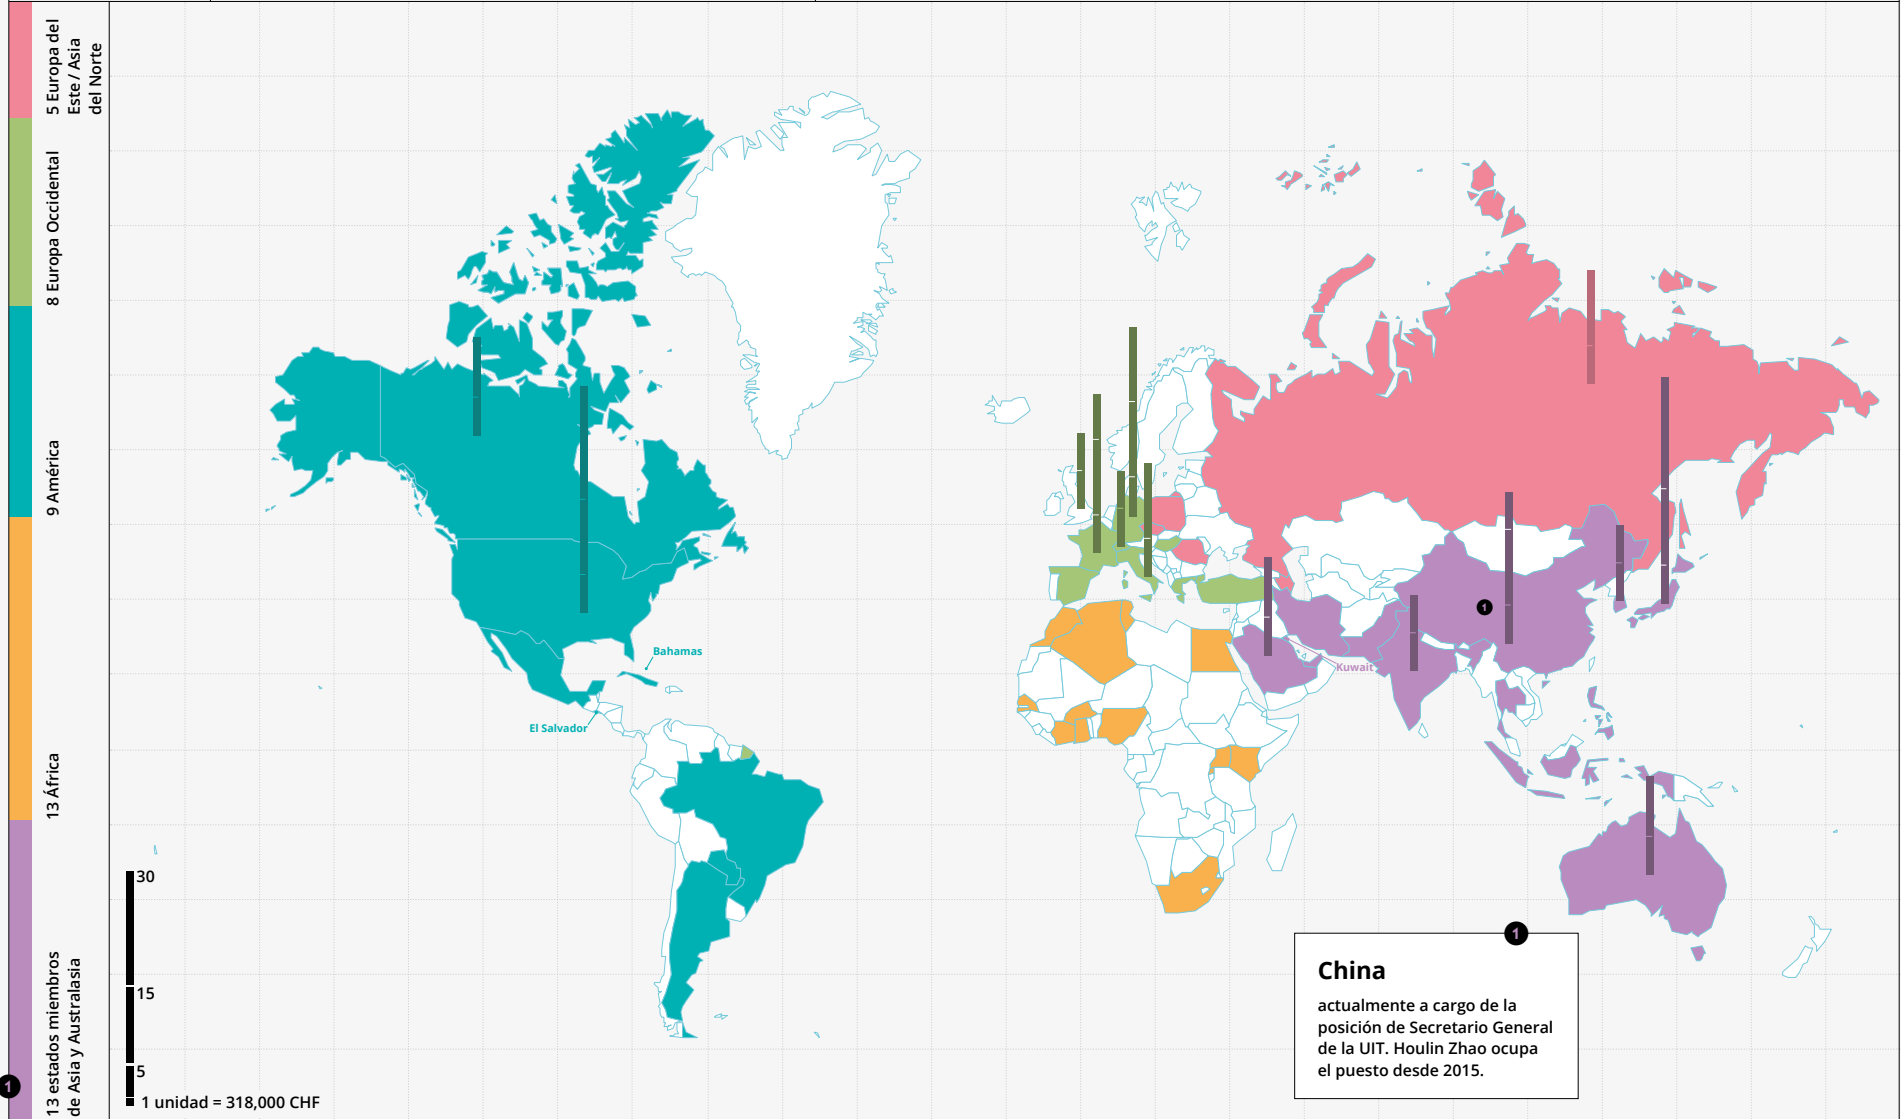 5 Europa del
Este / Asia
del Norte
8 Europa Occidental
9 América
13 África
13 estados miembros
de Asia y Australasia
1
Bahamas
El Salvador
Kuwait
1
30
15
5
1 unidad = 318,000 CHF
1
China
actualmente a cargo de la
posición de Secretario General
de la UIT. Houlin Zhao ocupa
el puesto desde 2015.